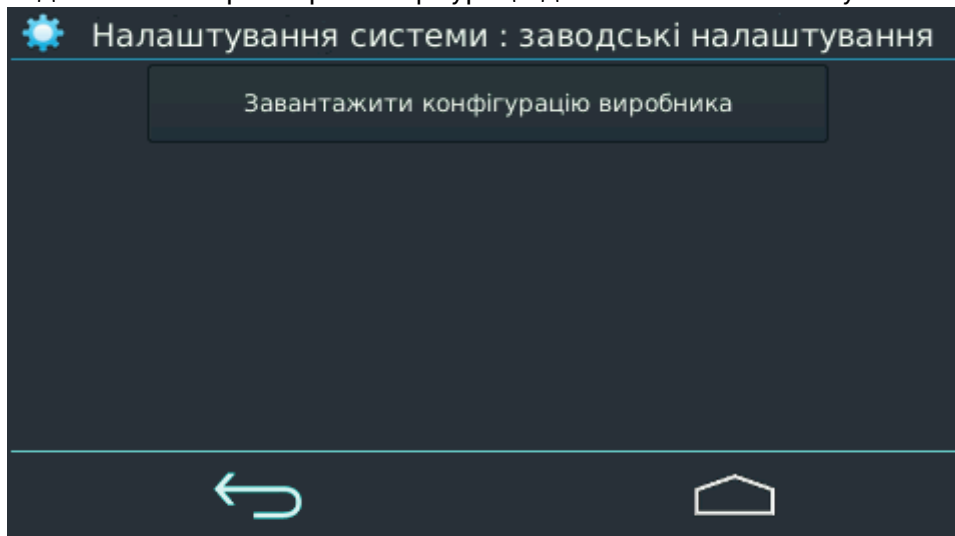 Налаштування системи : заводські налаштування
Завантажити конфігурацію виробника